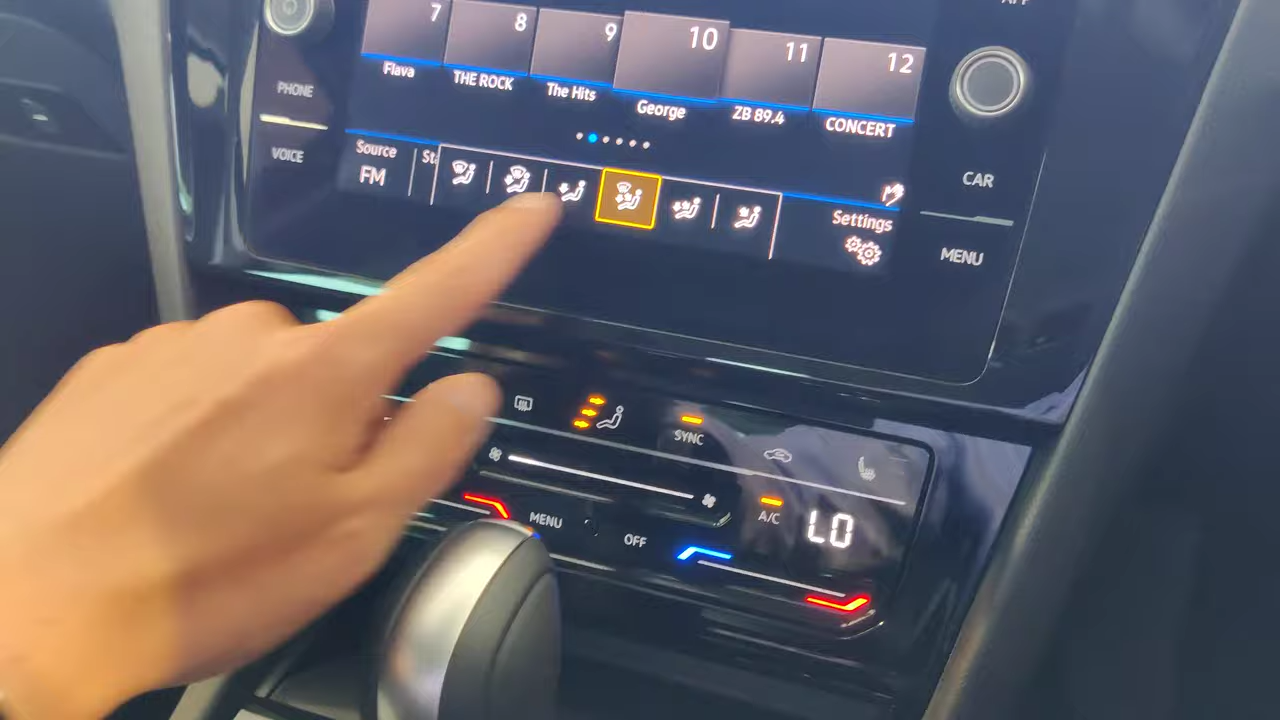 APP
7 8 9 10 11 12
Flava THE ROCK The Hits George ZB 89.4 CONCERT
PHONE
VOICE
Source
FM
CAR
MENU
Settings
SYNC
MENU
OFF
A/C
LO